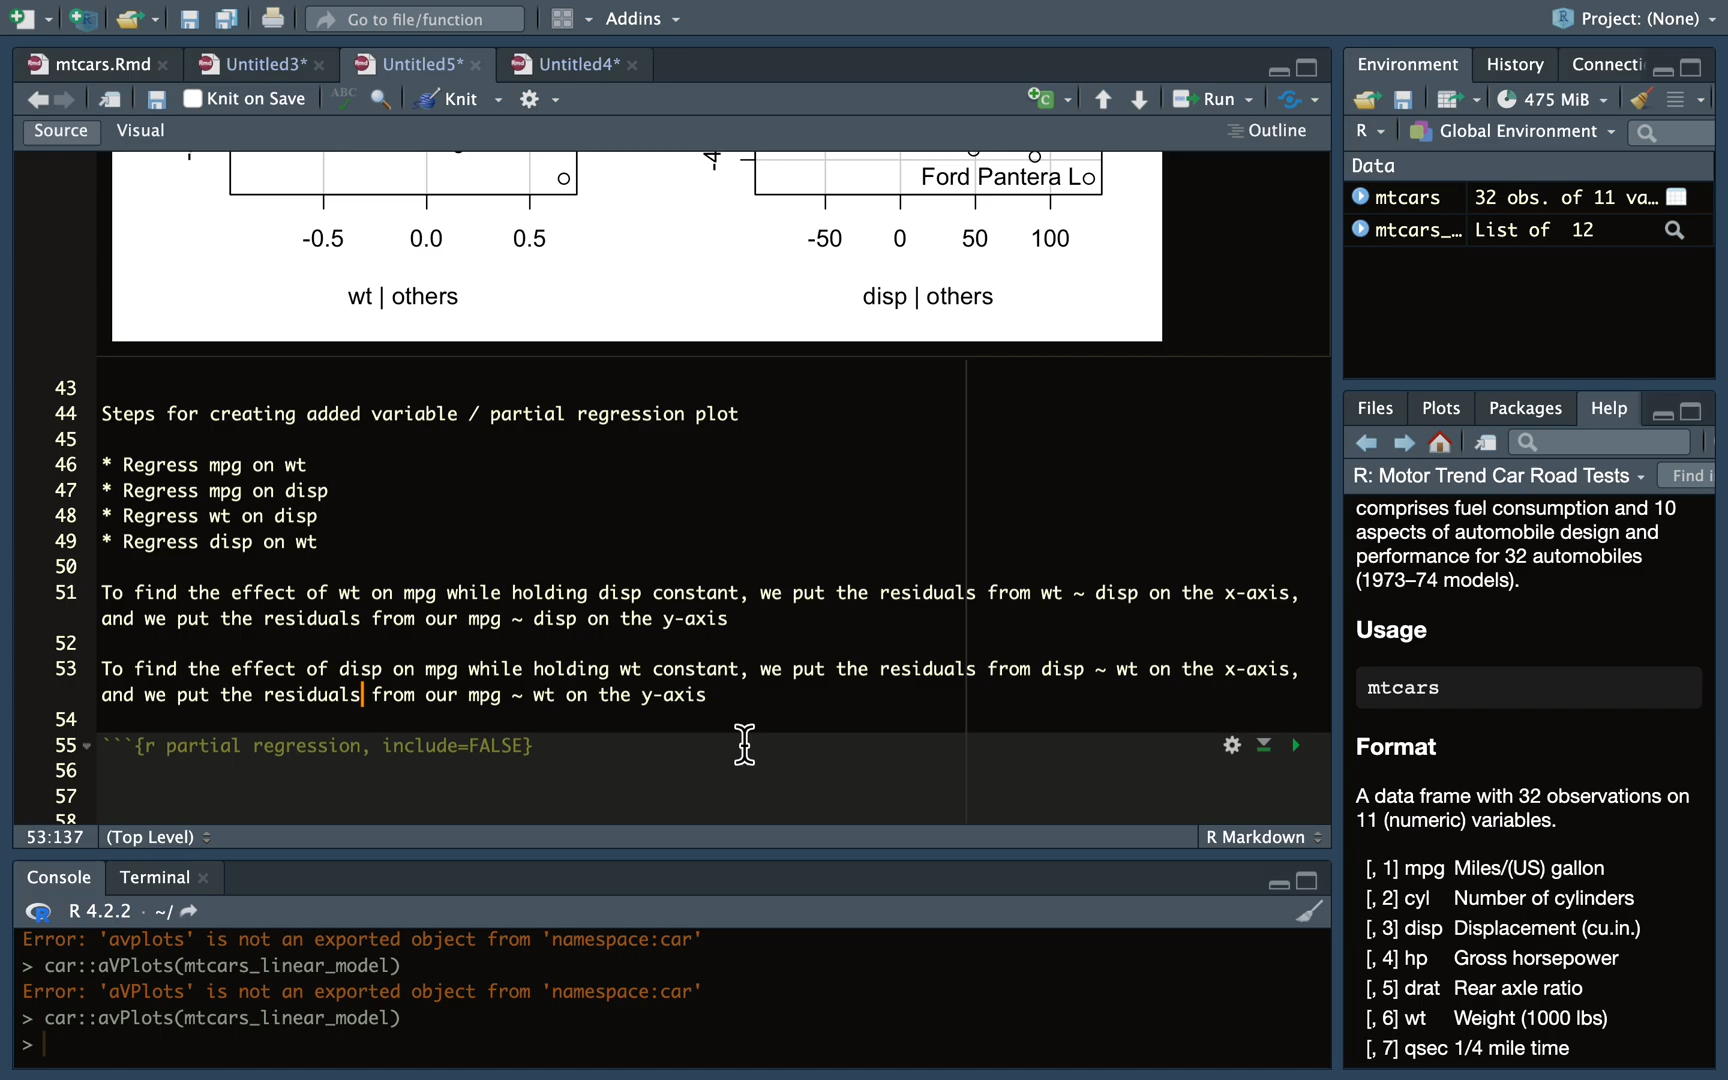 Go to file/function
Addins
Project: (None)
mtcars.Rmd
Untitled3*
Untitled5*
Untitled4*
Knit on Save
ABC
Knit
Run
Source
Visual
Outline
-4
Ford Pantera L
-0.5 0.0 0.5
-50 0 50 100
wt | others
disp | others
43
44 Steps for creating added variable / partial regression plot
45
46 * Regress mpg on wt
47 * Regress mpg on disp
48 * Regress wt on disp
49 * Regress disp on wt
50
51 To find the effect of wt on mpg while holding disp constant, we put the residuals from wt ~ disp on the x-axis,
and we put the residuals from our mpg ~ disp on the y-axis
52
53 To find the effect of disp on mpg while holding wt constant, we put the residuals from disp ~ wt on the x-axis,
and we put the residuals from our mpg ~ wt on the y-axis
54
55 ```{r partial regression, include=FALSE}
56
57
58
53:137 (Top Level)
R Markdown
Console
Terminal
R 4.2.2 · ~/
Error: 'avplots' is not an exported object from 'namespace:car'
> car::aVPlots(mtcars_linear_model)
Error: 'aVPlots' is not an exported object from 'namespace:car'
> car::avPlots(mtcars_linear_model)
>
Environment
History
Connecti
475 MiB
R
Global Environment
Data
mtcars 32 obs. of 11 va…
mtcars_… List of 12
Files
Plots
Packages
Help
R: Motor Trend Car Road Tests
Find i
comprises fuel consumption and 10
aspects of automobile design and
performance for 32 automobiles
(1973–74 models).
Usage
mtcars
Format
A data frame with 32 observations on
11 (numeric) variables.
[, 1] mpg Miles/(US) gallon
[, 2] cyl Number of cylinders
[, 3] disp Displacement (cu.in.)
[, 4] hp Gross horsepower
[, 5] drat Rear axle ratio
[, 6] wt Weight (1000 lbs)
[, 7] qsec 1/4 mile time